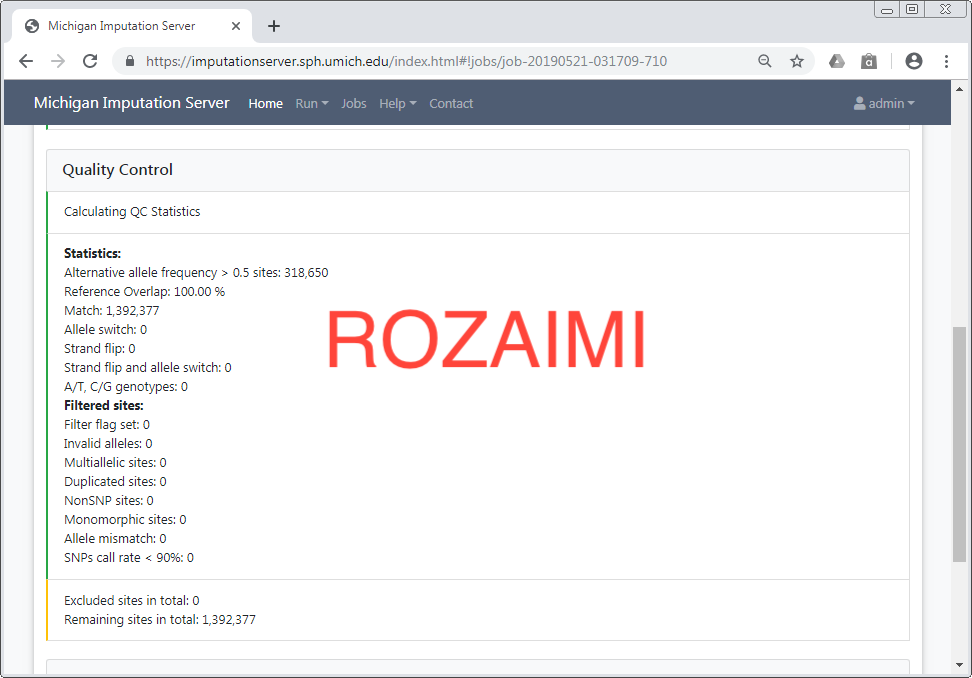 Michigan Imputation Server
https://imputationserver.sph.umich.edu/index.html#!jobs/job-20190521-031709-710
Michigan Imputation Server Home Run Jobs Help Contact admin
Quality Control
Calculating QC Statistics
Statistics:
Alternative allele frequency > 0.5 sites: 318,650
Reference Overlap: 100.00 %
Match: 1,392,377
Allele switch: 0
Strand flip: 0
Strand flip and allele switch: 0
A/T, C/G genotypes: 0
ROZAIMI
Filtered sites:
Filter flag set: 0
Invalid alleles: 0
Multiallelic sites: 0
Duplicated sites: 0
NonSNP sites: 0
Monomorphic sites: 0
Allele mismatch: 0
SNPs call rate < 90%: 0
Excluded sites in total: 0
Remaining sites in total: 1,392,377